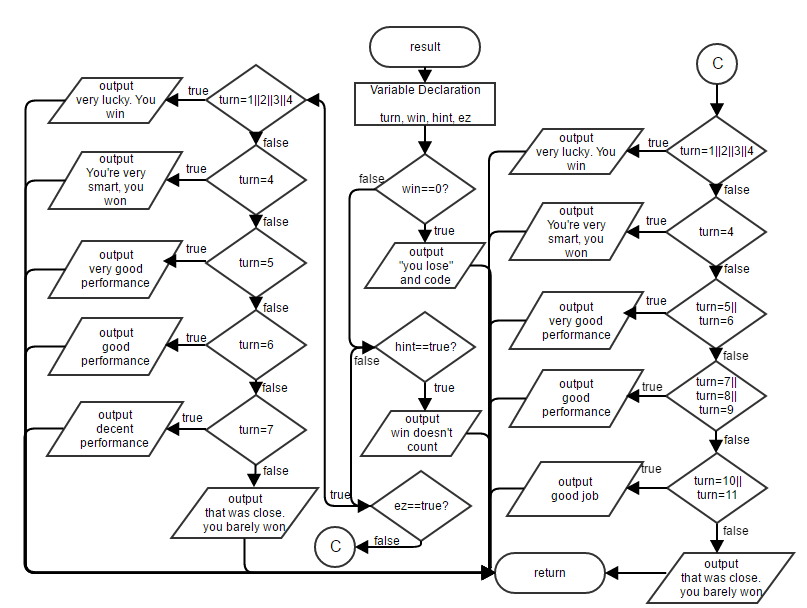 result
Variable Declaration
turn, win, hint, ez
win==0?
false
true
output
"you lose"
and code
hint==true?
false
true
output
win doesn't
count
ez==true?
true
false
C
turn=1||2||3||4
true
output
very lucky. You
win
false
turn=4
true
output
You're very
smart, you
won
false
turn=5
true
output
very good
performance
false
turn=6
true
output
good
performance
false
turn=7
true
output
decent
performance
false
output
that was close.
you barely won
C
turn=1||2||3||4
true
output
very lucky. You
win
false
turn=4
true
output
You're very
smart, you
won
false
turn=5||
turn=6
true
output
very good
performance
false
turn=7||
turn=8||
turn=9
true
output
good
performance
false
turn=10||
turn=11
true
output
good job
false
output
that was close.
you barely won
return